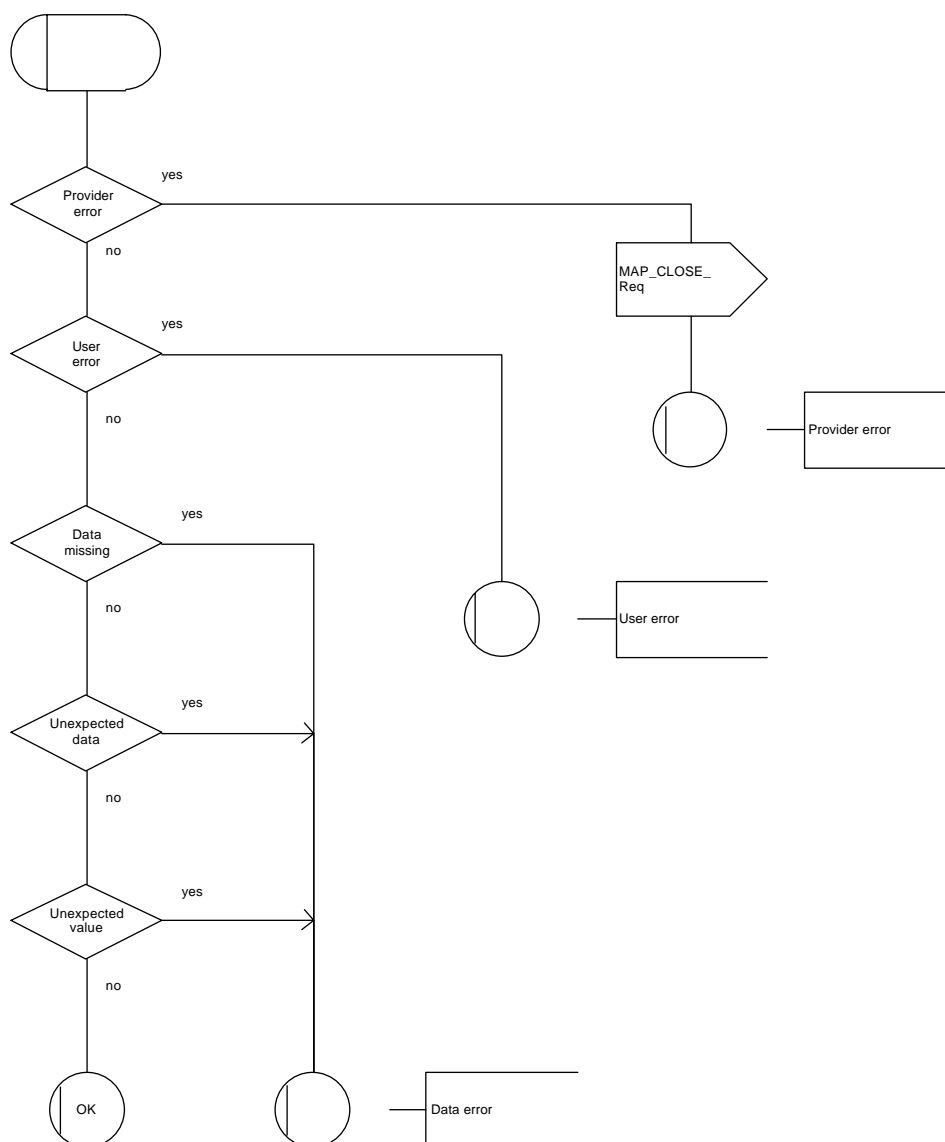 yes
Provider
error
no
MAP_CLOSE_
Req
yes
User
error
no
Provider error
yes
Data
missing
no
User error
yes
Unexpected
data
no
yes
Unexpected
value
no
OK
Data error